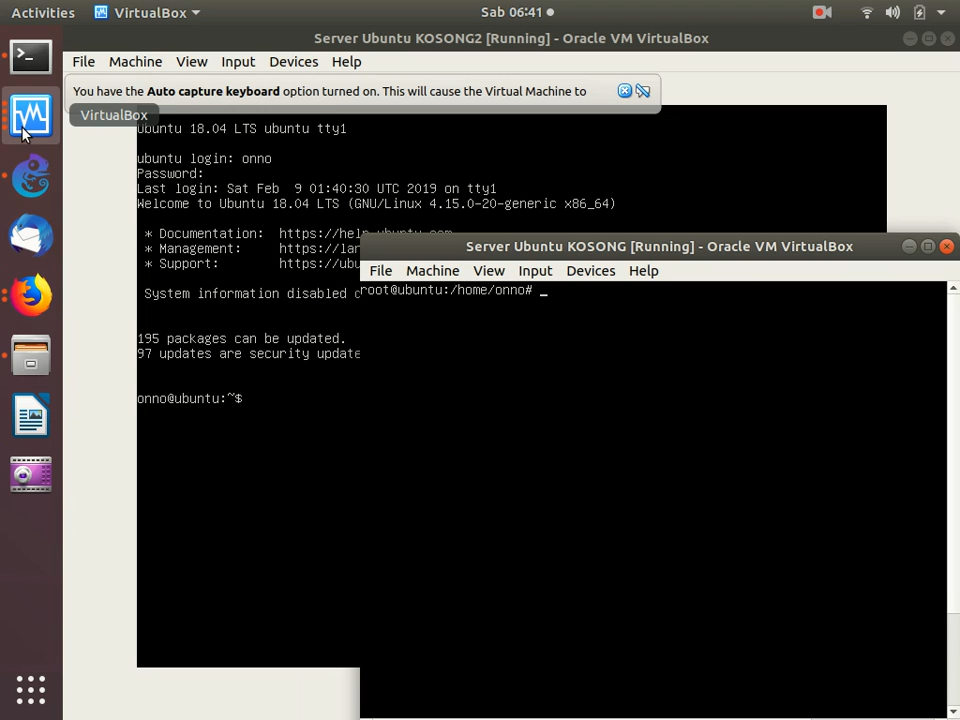 Activities VirtualBox Sab 06:41
Server Ubuntu KOSONG2 [Running] - Oracle VM VirtualBox
File Machine View Input Devices Help
You have the Auto capture keyboard option turned on. This will cause the Virtual Machine to
VirtualBox
Ubuntu 18.04 LTS ubuntu tty1
ubuntu login: onno
Password:
Last login: Sat Feb  9 01:40:30 UTC 2019 on tty1
Welcome to Ubuntu 18.04 LTS (GNU/Linux 4.15.0-20-generic x86_64)
* Documentation:  https://help.ubuntu.com
* Management:     https://lan
* Support:        https://ubu
System information disabled
195 packages can be updated.
97 updates are security update
onno@ubuntu:~$
Server Ubuntu KOSONG [Running] - Oracle VM VirtualBox
File Machine View Input Devices Help
root@ubuntu:/home/onno# _